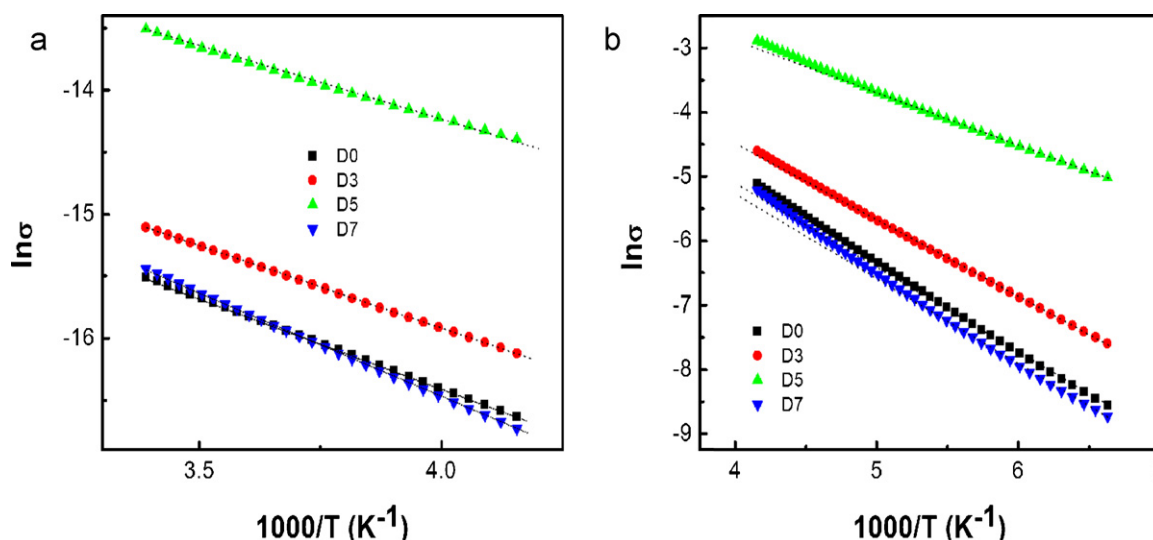 a
-14
-15
-16
lnσ
D0
D3
D5
D7
3.5
4.0
1000/T (K⁻¹)
b
-3
-4
-5
-6
-7
-8
-9
lnσ
D0
D3
D5
D7
4
5
6
1000/T (K⁻¹)